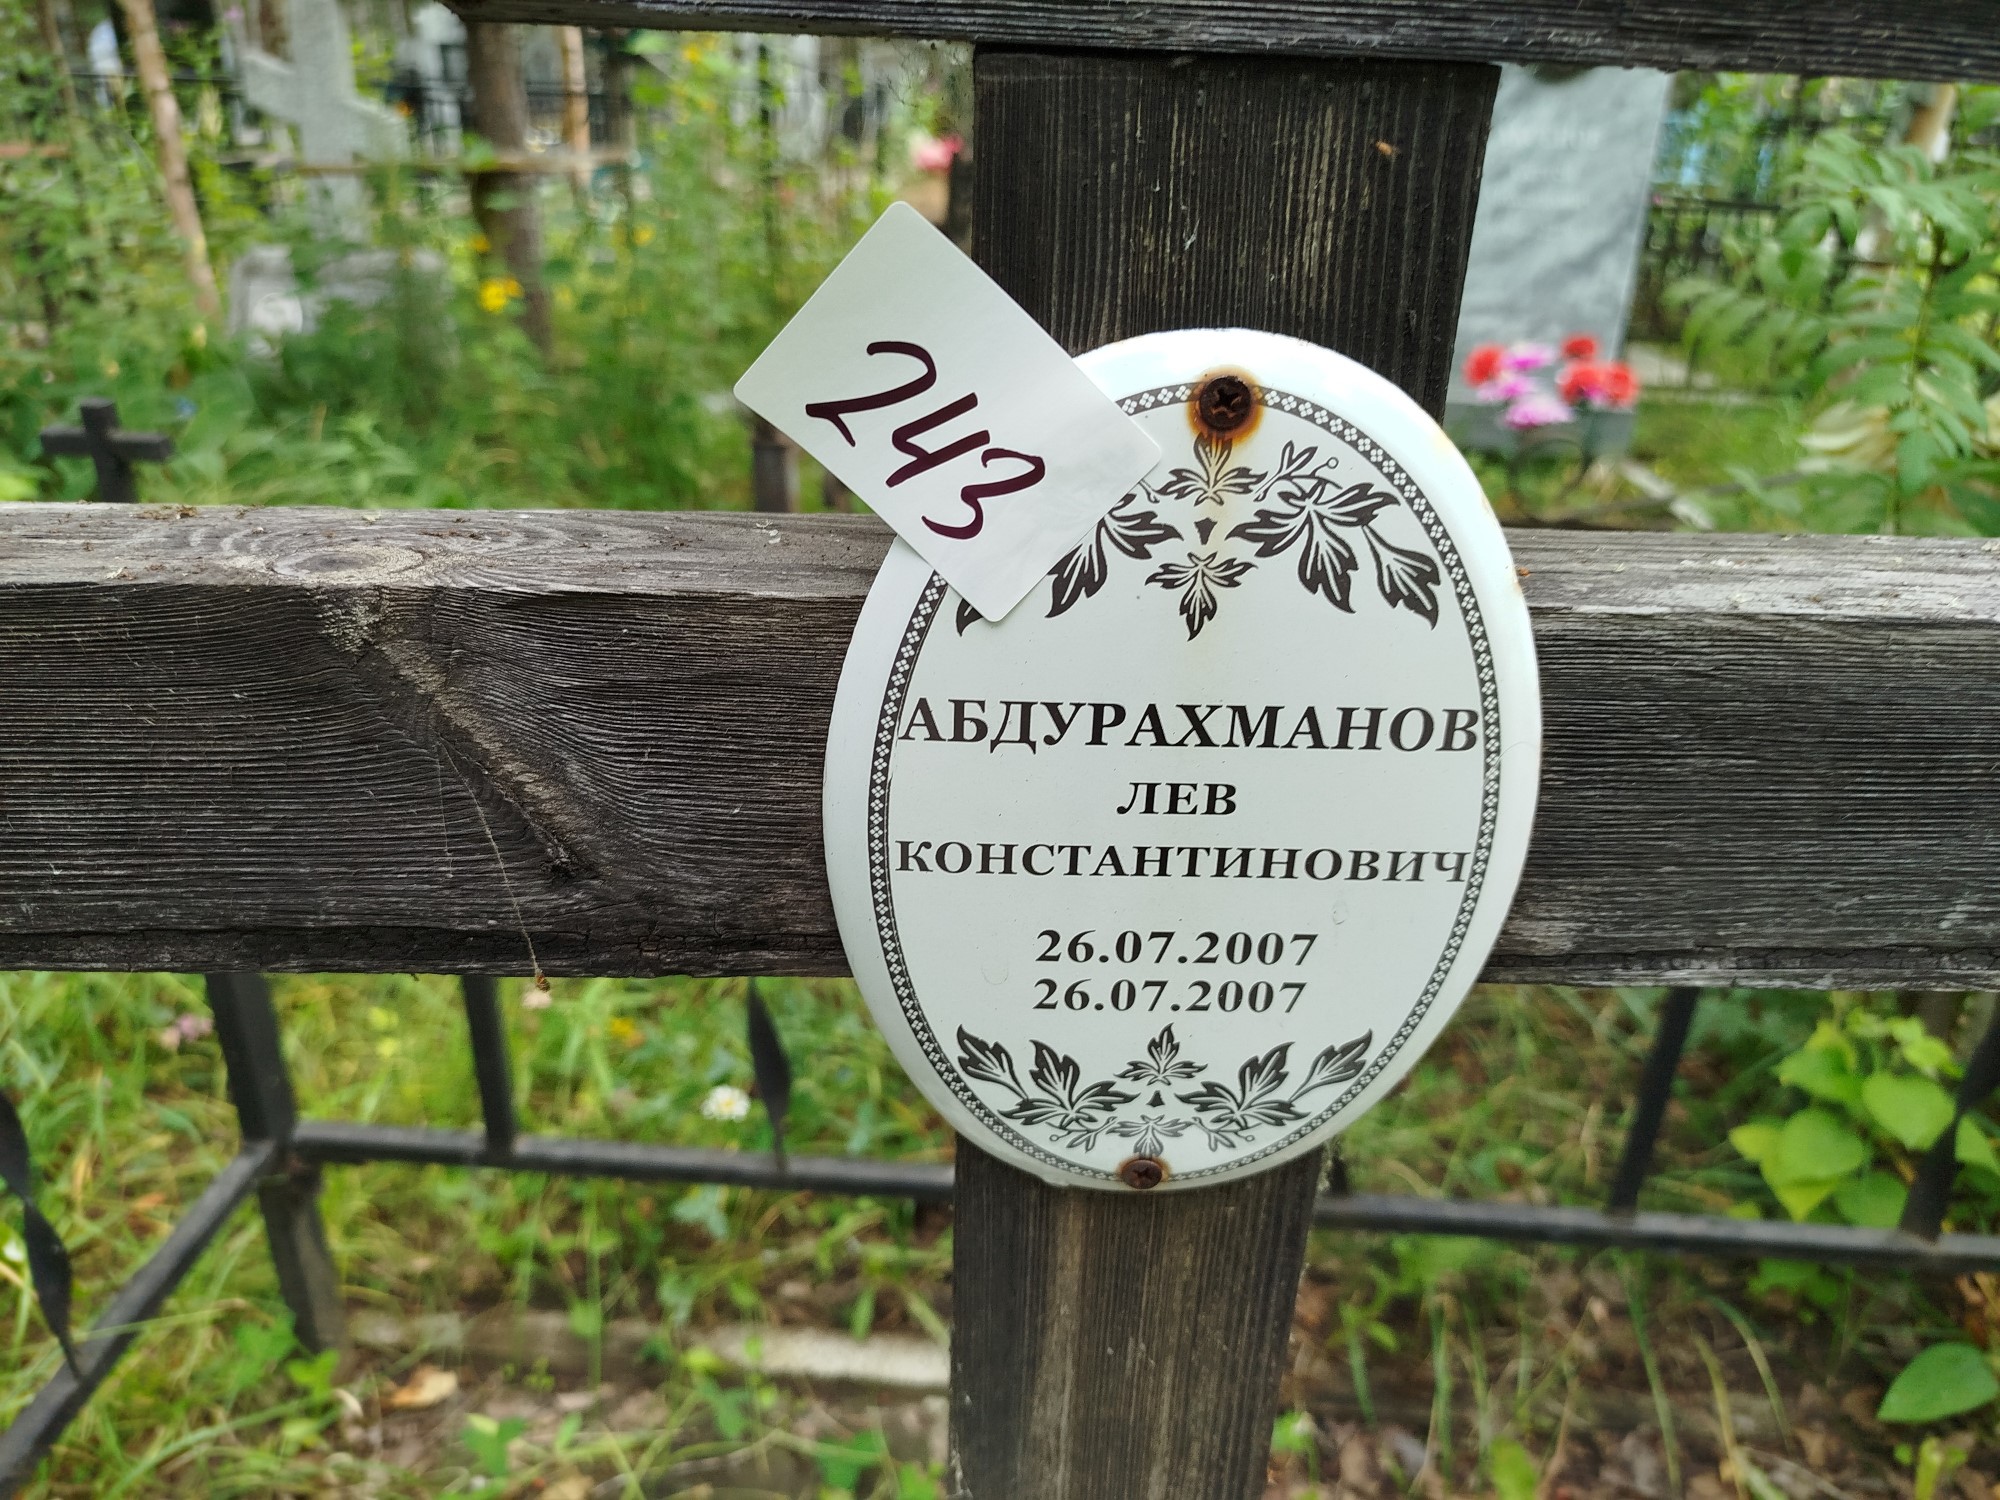 243
АБДУРАХМАНОВ
ЛЕВ
КОНСТАНТИНОВИЧ
26.07.2007
26.07.2007